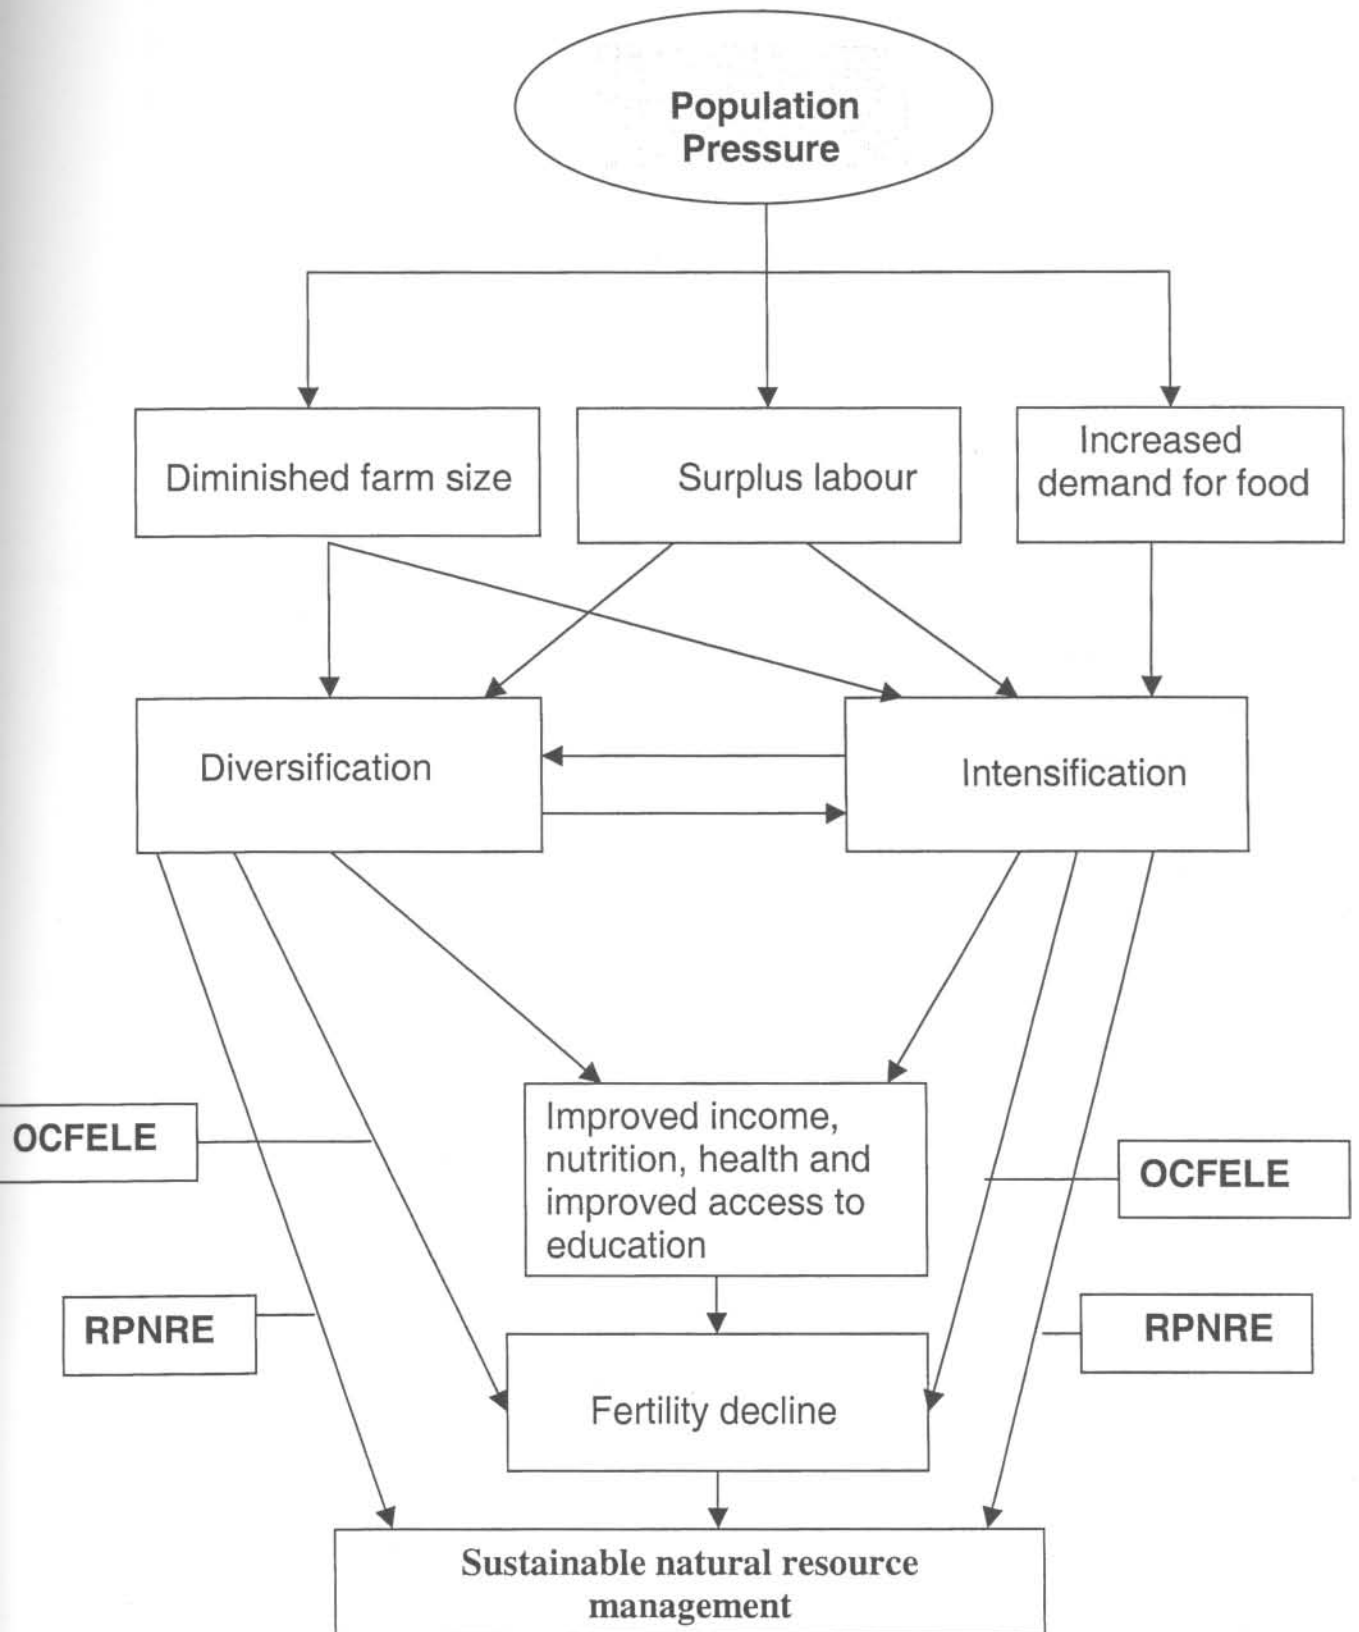 Population
Pressure
Diminished farm size
Surplus labour
Increased
demand for food
Diversification
Intensification
Improved income,
nutrition, health and
improved access to
education
OCFELE
OCFELE
RPNRE
RPNRE
Fertility decline
Sustainable natural resource
management